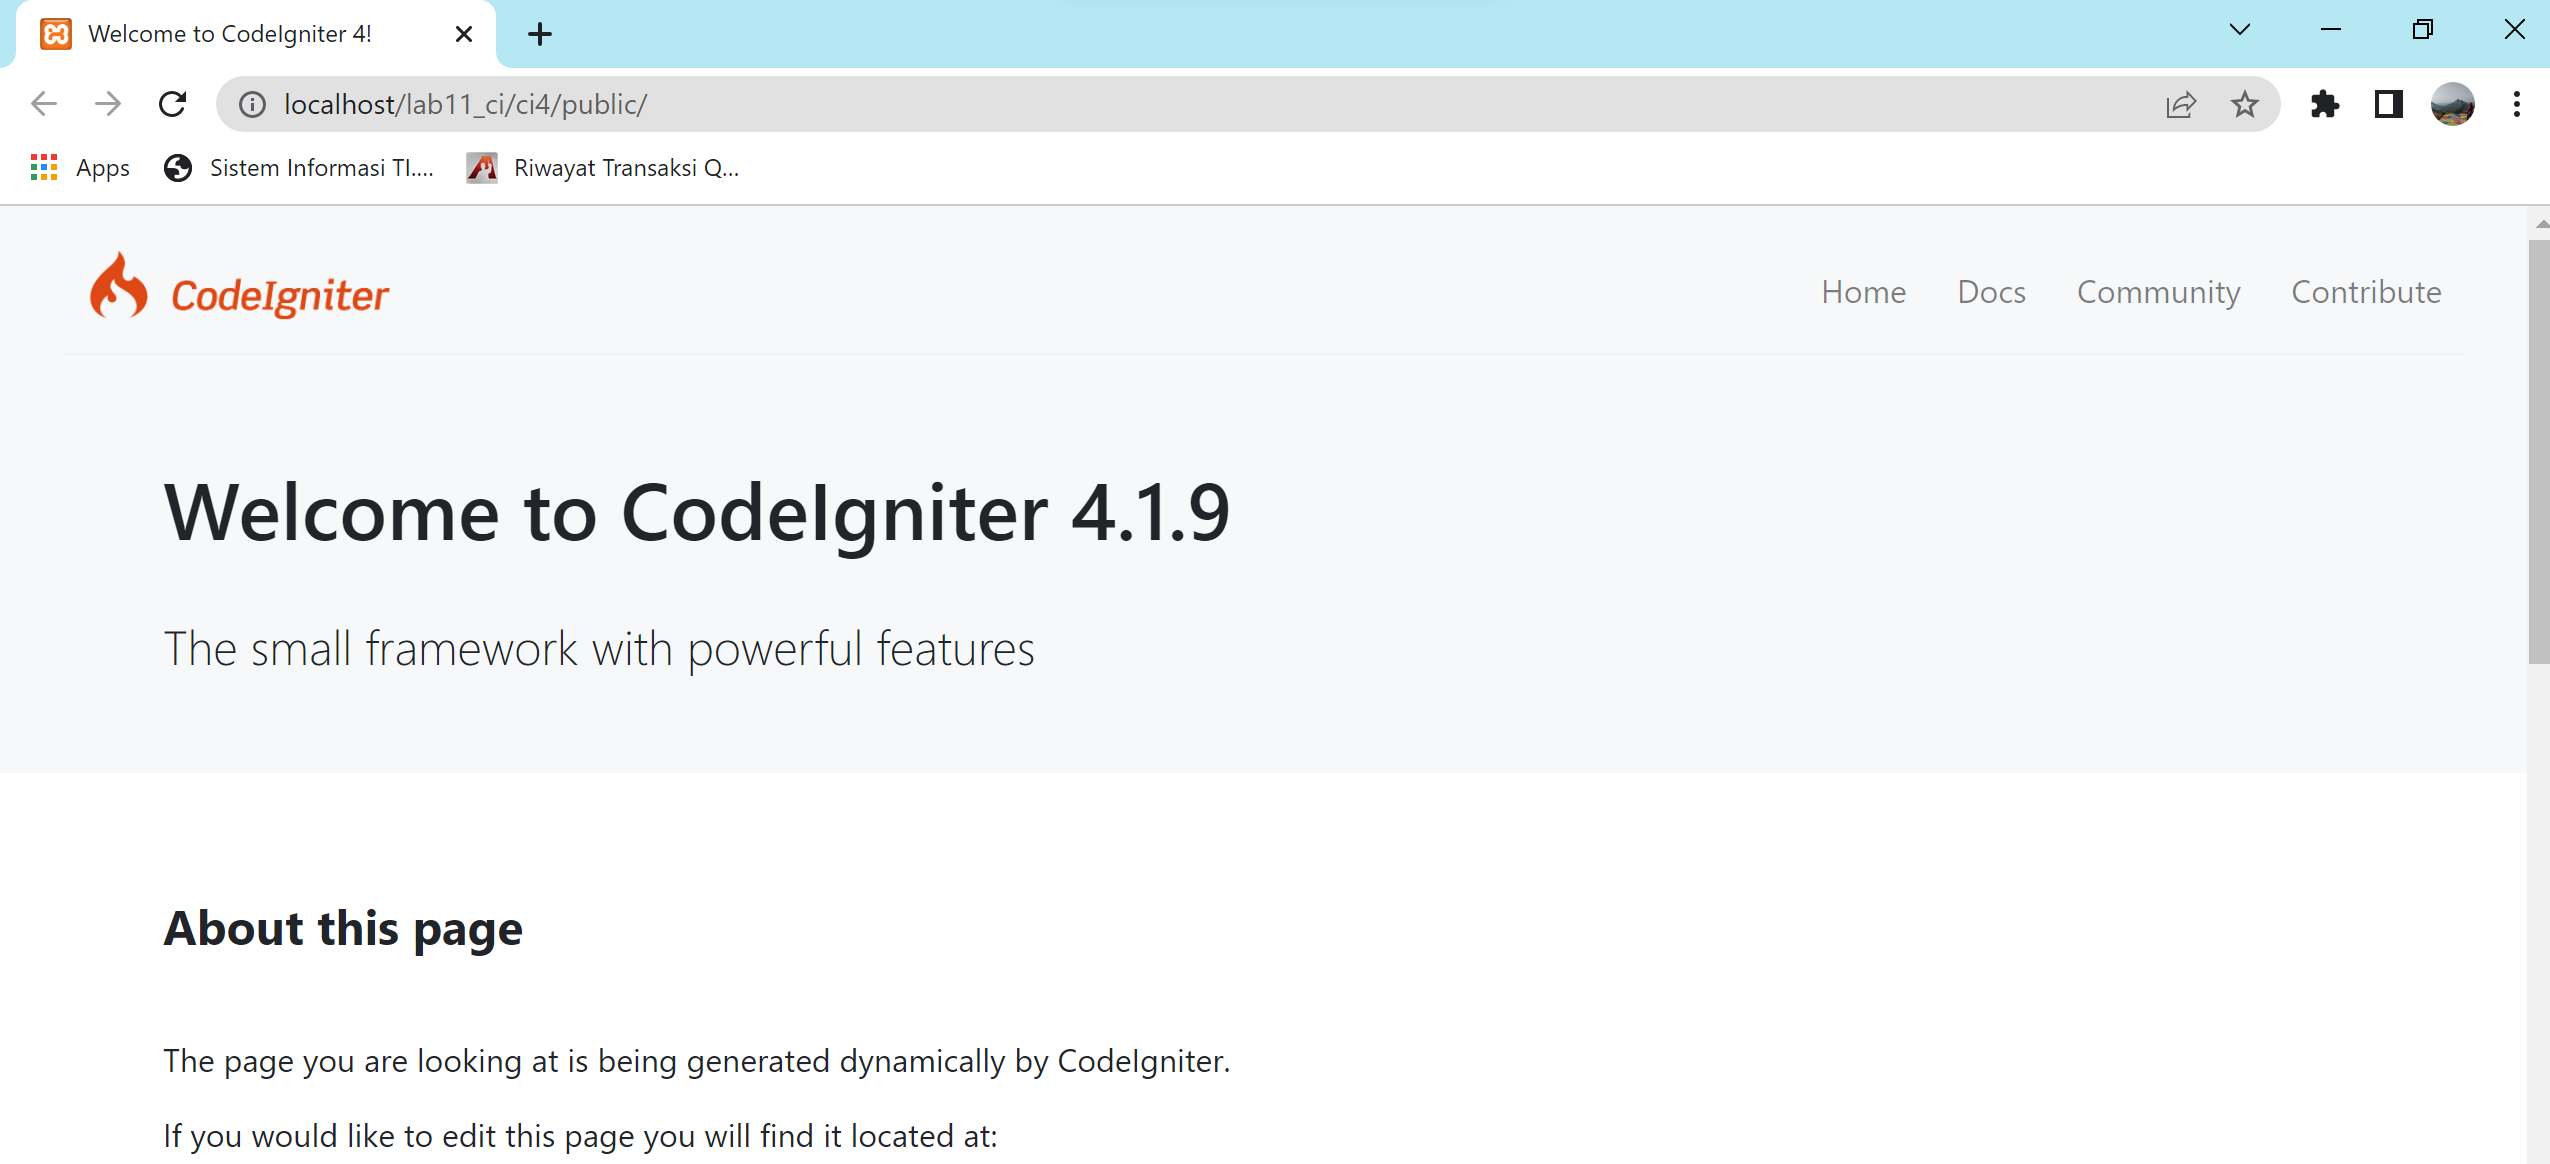 Welcome to CodeIgniter 4!
localhost/lab11_ci/ci4/public/
Apps Sistem Informasi TI.... Riwayat Transaksi Q...
CodeIgniter
Home Docs Community Contribute
Welcome to CodeIgniter 4.1.9
The small framework with powerful features
About this page
The page you are looking at is being generated dynamically by CodeIgniter.
If you would like to edit this page you will find it located at: